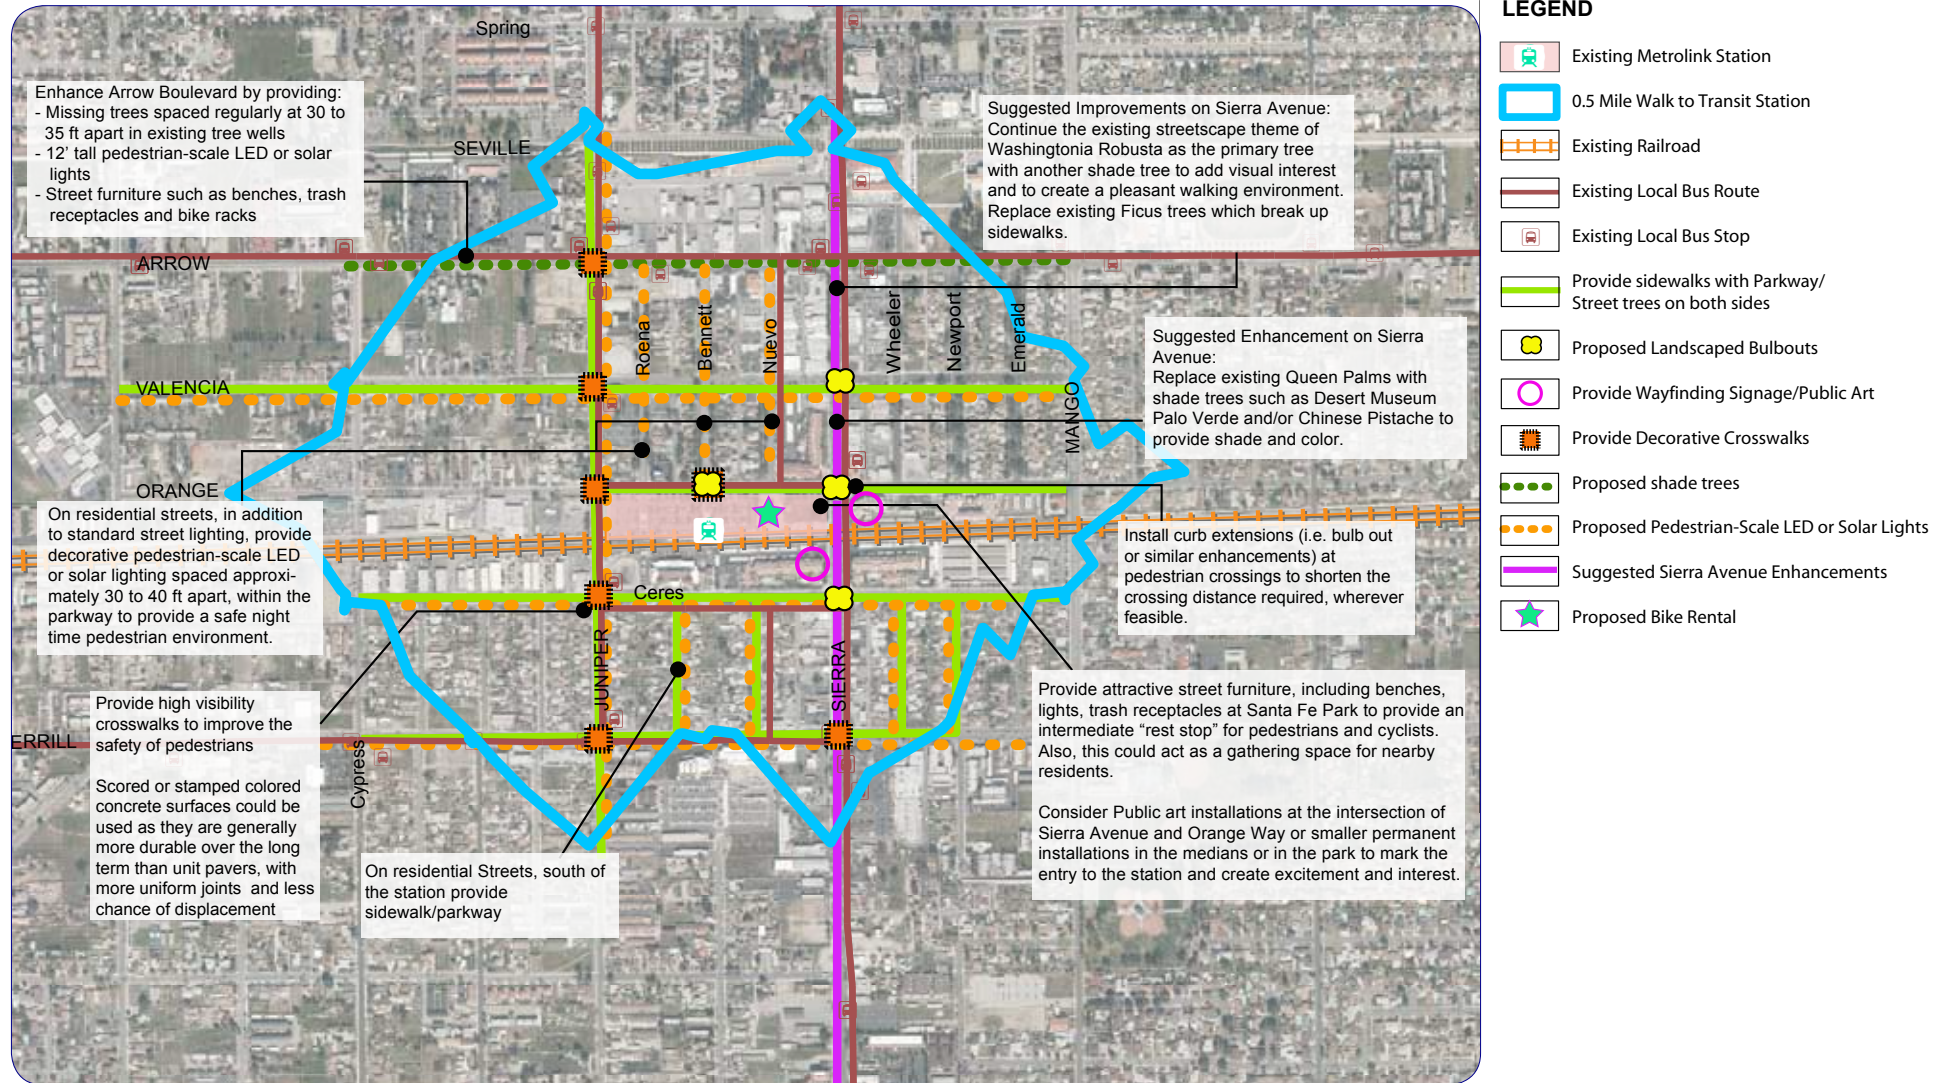 LEGEND
Existing Metrolink Station
0.5 Mile Walk to Transit Station
Existing Railroad
Existing Local Bus Route
Existing Local Bus Stop
Provide sidewalks with Parkway/
Street trees on both sides
Proposed Landscaped Bulbouts
Provide Wayfinding Signage/Public Art
Provide Decorative Crosswalks
Proposed shade trees
Proposed Pedestrian-Scale LED or Solar Lights
Suggested Sierra Avenue Enhancements
Proposed Bike Rental
Spring
Enhance Arrow Boulevard by providing:
- Missing trees spaced regularly at 30 to
35 ft apart in existing tree wells
- 12’ tall pedestrian-scale LED or solar
lights
- Street furniture such as benches, trash
receptacles and bike racks
SEVILLE
Suggested Improvements on Sierra Avenue:
Continue the existing streetscape theme of
Washingtonia Robusta as the primary tree
with another shade tree to add visual interest
and to create a pleasant walking environment.
Replace existing Ficus trees which break up
sidewalks.
ARROW
Roena
Bennett
Nuevo
Wheeler
Newport
Emerald
Suggested Enhancement on Sierra
Avenue:
Replace existing Queen Palms with
shade trees such as Desert Museum
Palo Verde and/or Chinese Pistache to
provide shade and color.
VALENCIA
MANGO
ORANGE
On residential streets, in addition
to standard street lighting, provide
decorative pedestrian-scale LED
or solar lighting spaced approxi-
mately 30 to 40 ft apart, within the
parkway to provide a safe night
time pedestrian environment.
Install curb extensions (i.e. bulb out
or similar enhancements) at
pedestrian crossings to shorten the
crossing distance required, wherever
feasible.
Ceres
JUNIPER
SIERRA
Provide high visibility
crosswalks to improve the
safety of pedestrians
Scored or stamped colored
concrete surfaces could be
used as they are generally
more durable over the long
term than unit pavers, with
more uniform joints and less
chance of displacement
ERRILL
Cypress
On residential Streets, south of
the station provide
sidewalk/parkway
Provide attractive street furniture, including benches,
lights, trash receptacles at Santa Fe Park to provide an
intermediate “rest stop” for pedestrians and cyclists.
Also, this could act as a gathering space for nearby
residents.
Consider Public art installations at the intersection of
Sierra Avenue and Orange Way or smaller permanent
installations in the medians or in the park to mark the
entry to the station and create excitement and interest.